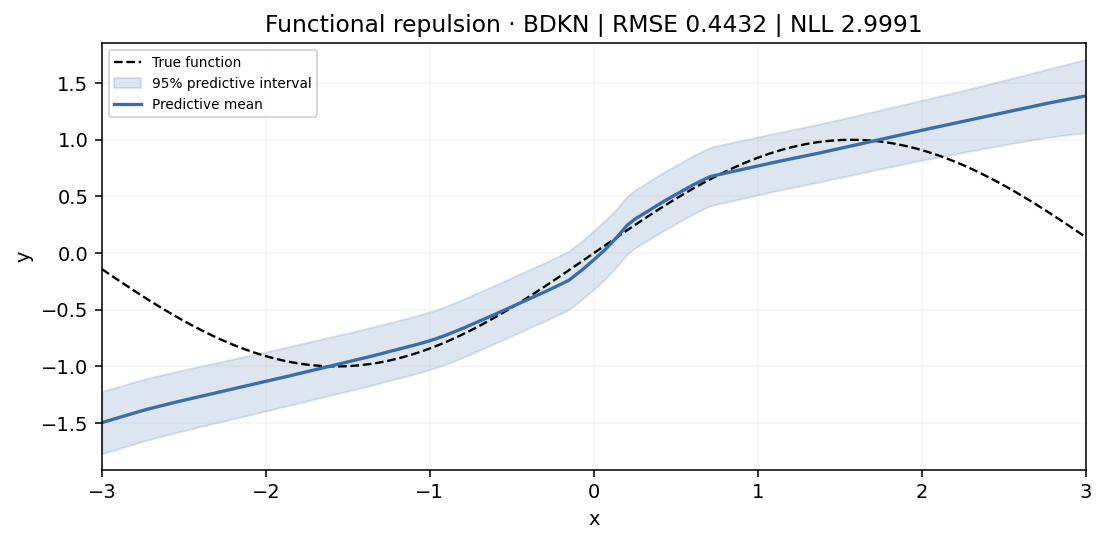 Functional repulsion · BDKN | RMSE 0.4432 | NLL 2.9991
True function
95% predictive interval
Predictive mean
1.5
1.0
0.5
0.0
−0.5
−1.0
−1.5
y
−3
−2
−1
0
1
2
3
x